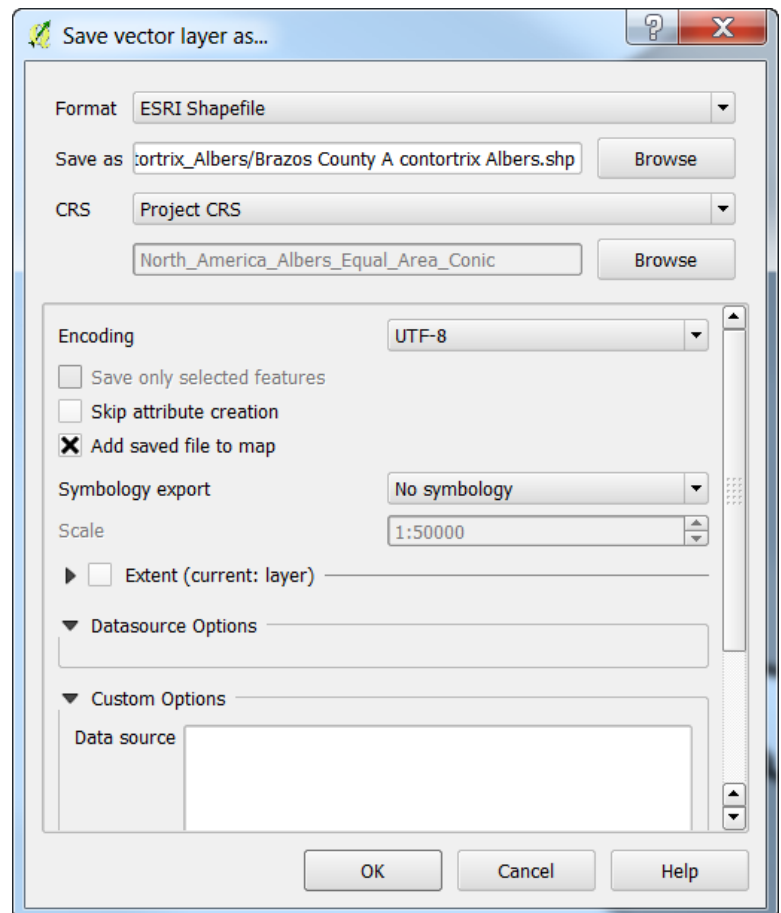 Save vector layer as...
Format ESRI Shapefile
Save as :ortrix_Albers/Brazos County A contortrix Albers.shp Browse
CRS Project CRS
North_America_Albers_Equal_Area_Conic Browse
Encoding UTF-8
Save only selected features
Skip attribute creation
Add saved file to map
Symbology export No symbology
Scale 1:50000
Extent (current: layer)
Datasource Options
Custom Options
Data source
OK Cancel Help